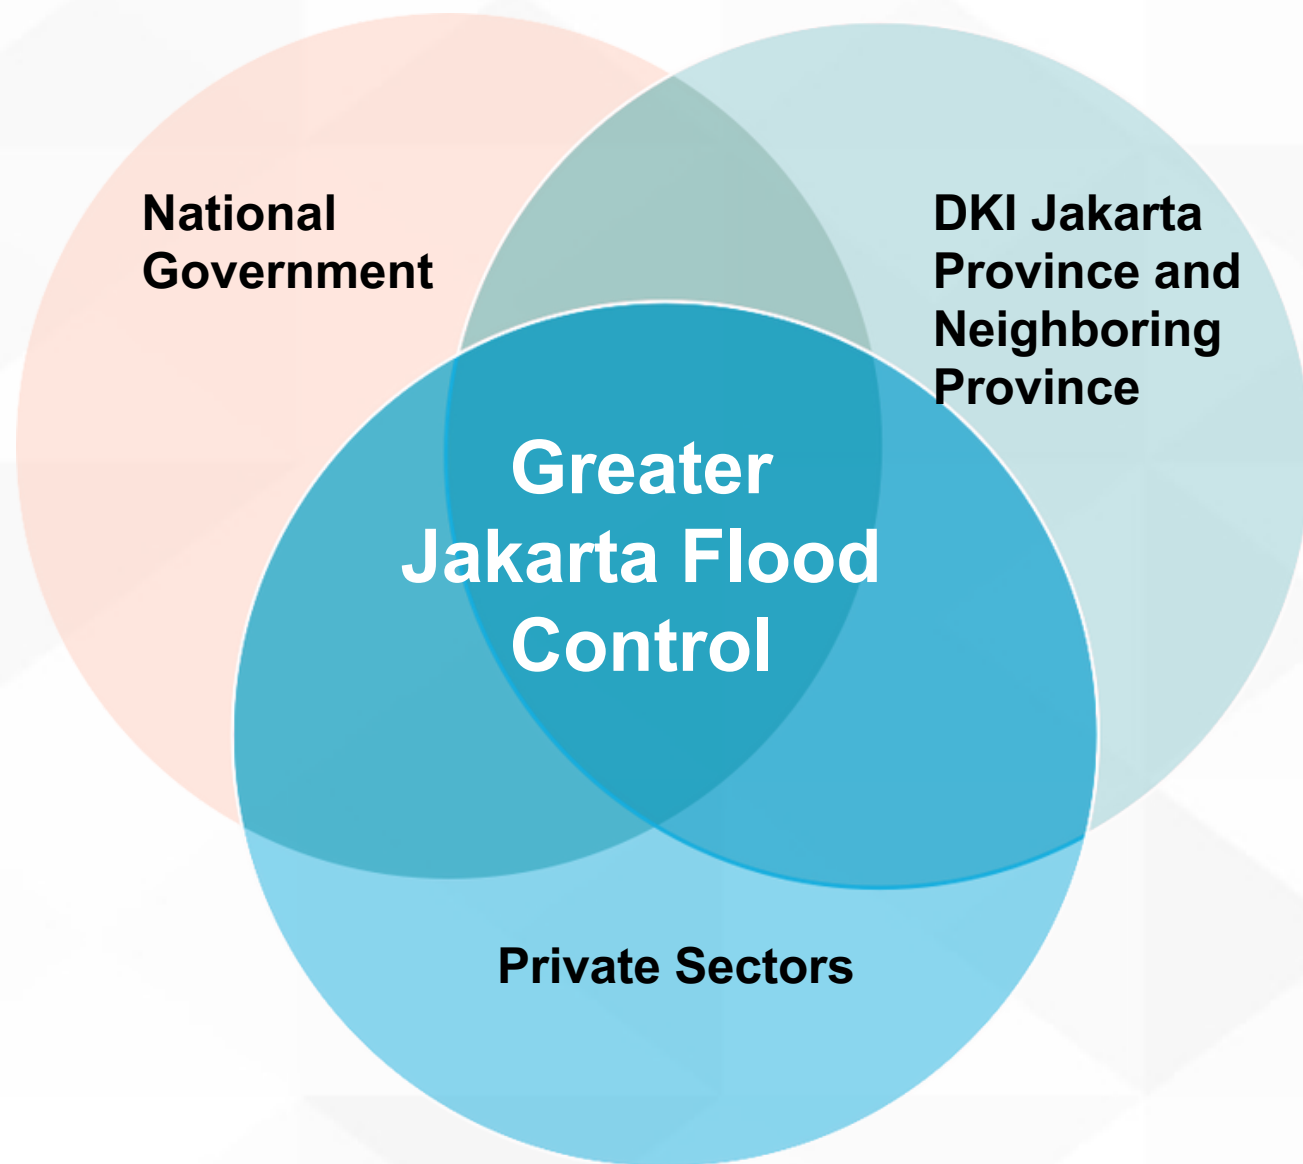 National
Government
DKI Jakarta
Province and
Neighboring
Province
Greater
Jakarta Flood
Control
Private Sectors